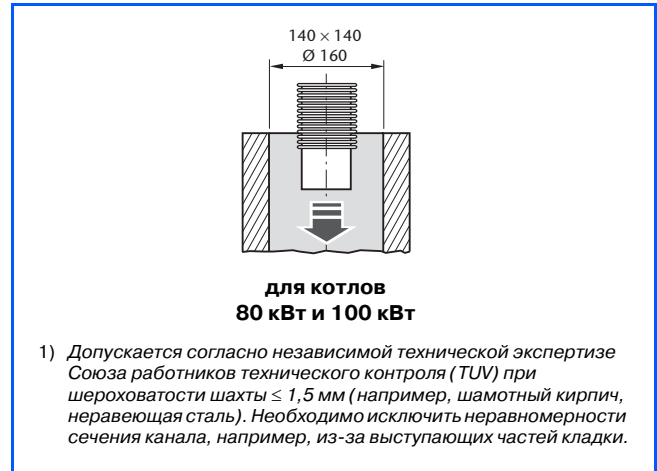 140 × 140
Ø 160
для котлов
80 кВт и 100 кВт
1) Допускается согласно независимой технической экспертизе
Союза работников технического контроля (TUV) при
шероховатости шахты ≤ 1,5 мм (например, шамотный кирпич,
неравеющая сталь). Необходимо исключить неравномерности
сечения канала, например, из-за выступающих частей кладки.